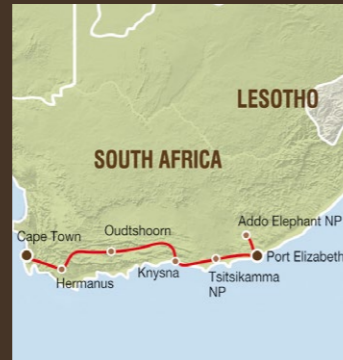 LESOTHO
SOUTH AFRICA
Addo Elephant NP
Oudtshoorn
Cape Town
Port Elizabeth
Knysna
Tsitsikamma
NP
Hermanus